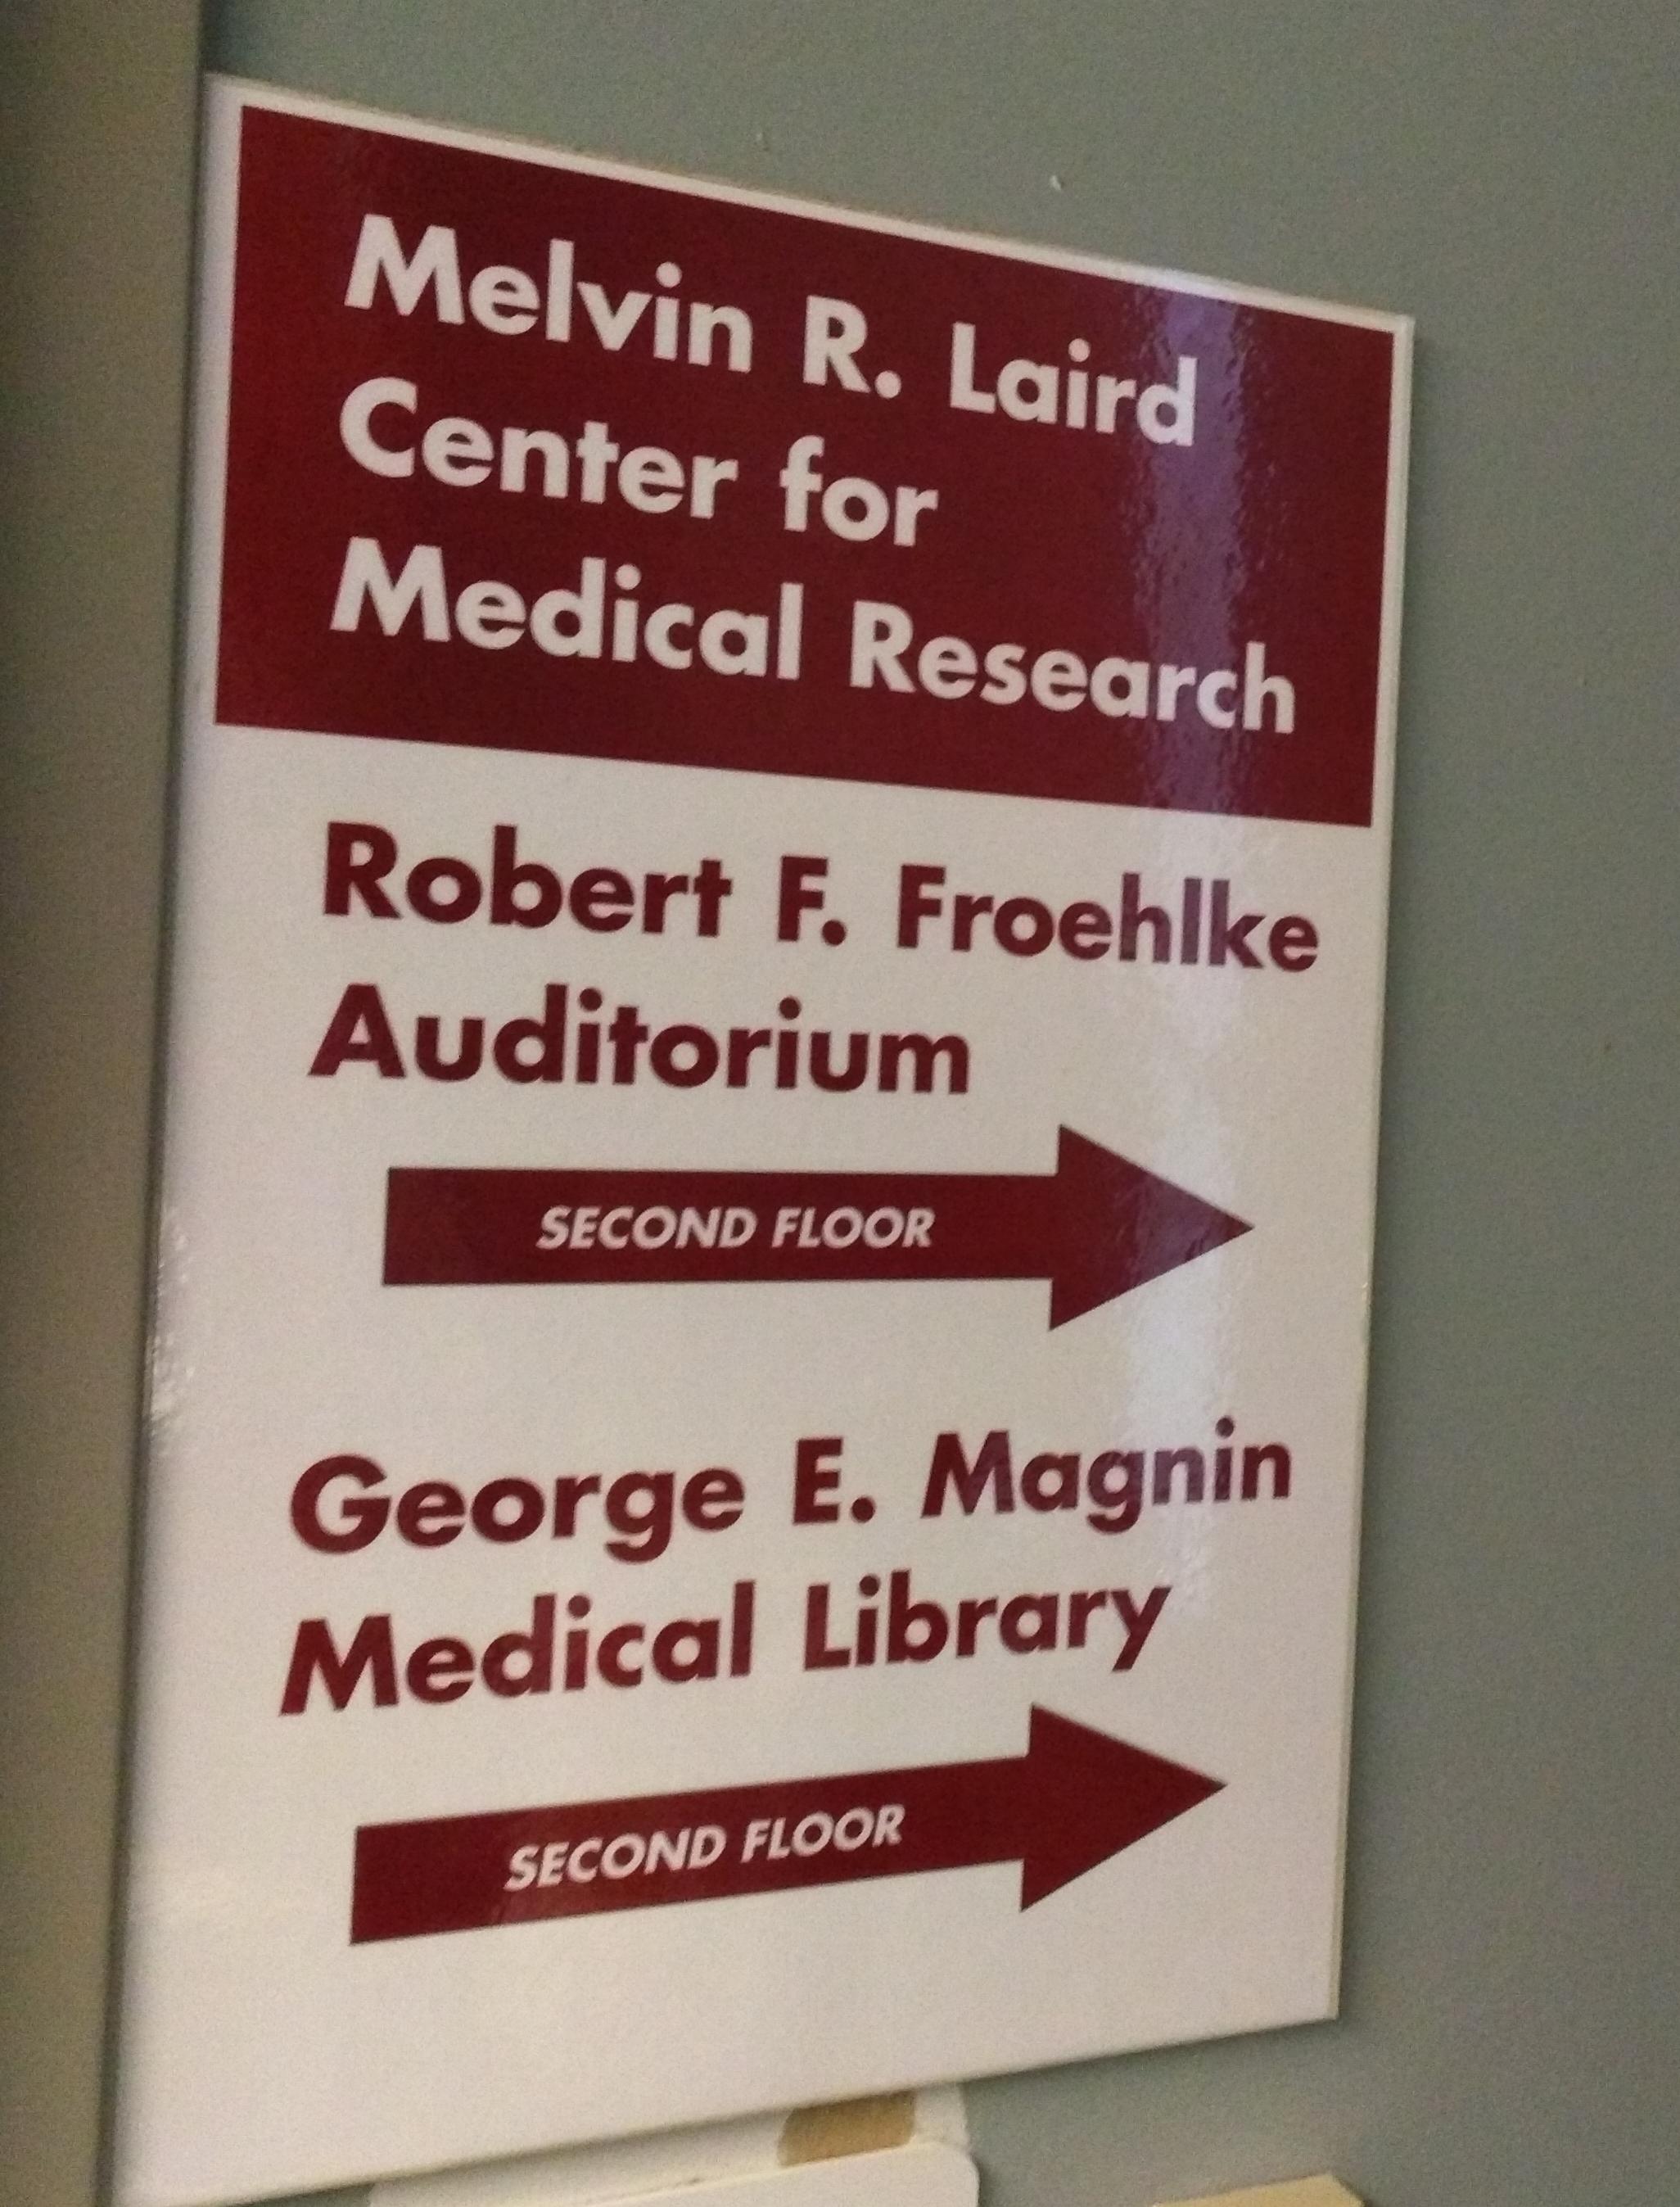 Melvin R. Laird
Center for
Medical Research
Robert F. Froehlke
Auditorium
SECOND FLOOR
George E. Magnin
Medical Library
SECOND FLOOR